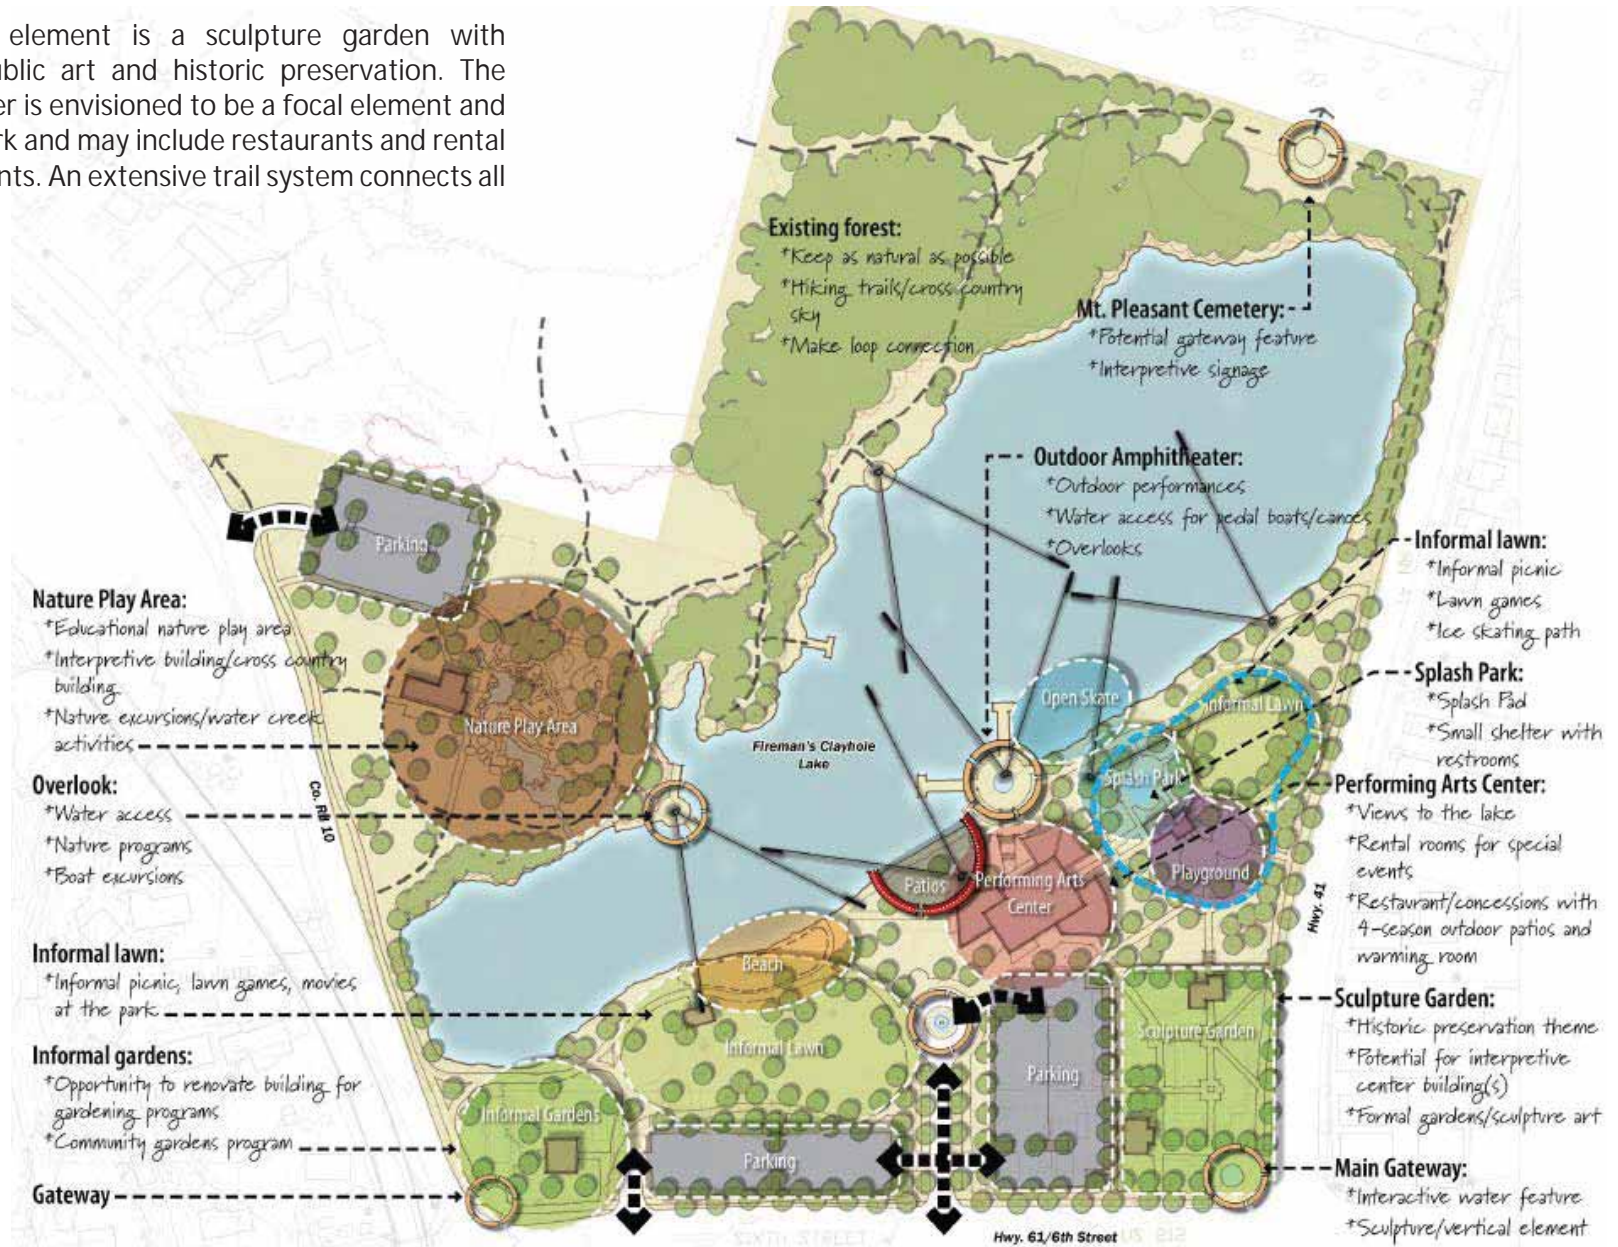 element is a sculpture garden with
ublic art and historic preservation. The
er is envisioned to be a focal element and
rk and may include restaurants and rental
nts. An extensive trail system connects all
Existing forest:
*Keep as natural as possible
*Hiking trails/cross country
sky
*Make loop connection
Mt. Pleasant Cemetery:
*Potential gateway feature
*Interpretive signage
Outdoor Amphitheater:
*Outdoor performances
*Water access for pedal boats/canoes
*Overlooks
Informal lawn:
*Informal picnic
*Lawn games
*Ice skating path
Splash Park:
*Splash Pad
*Small shelter with
restrooms
Performing Arts Center:
*Views to the lake
*Rental rooms for special
events
*Restaurant/concessions with
4-season outdoor patios and
warming room
Sculpture Garden:
*Historic preservation theme
*Potential for interpretive
center building(s)
*Formal gardens/sculpture art
Main Gateway:
*Interactive water feature
*Sculpture/vertical element
Nature Play Area:
*Educational nature play area
*Interpretive building/cross country
building
*Nature excursions/water creek
activities
Overlook:
*Water access
*Nature programs
*Boat excursions
Informal lawn:
*Informal picnic, lawn games, movies
at the park
Informal gardens:
*Opportunity to renovate building for
gardening programs
*Community gardens program
Gateway
Parking
Nature Play Area
Fireman's Clayhole
Lake
Open Skate
Informal Lawn
Splash Park
Playground
Patios
Performing Arts
Center
Beach
Informal Lawn
Sculpture Garden
Parking
Informal Gardens
Parking
Co. RD 10
Hwy. 41
Hwy. 61/6th Street
SIXTH STREET
US 212